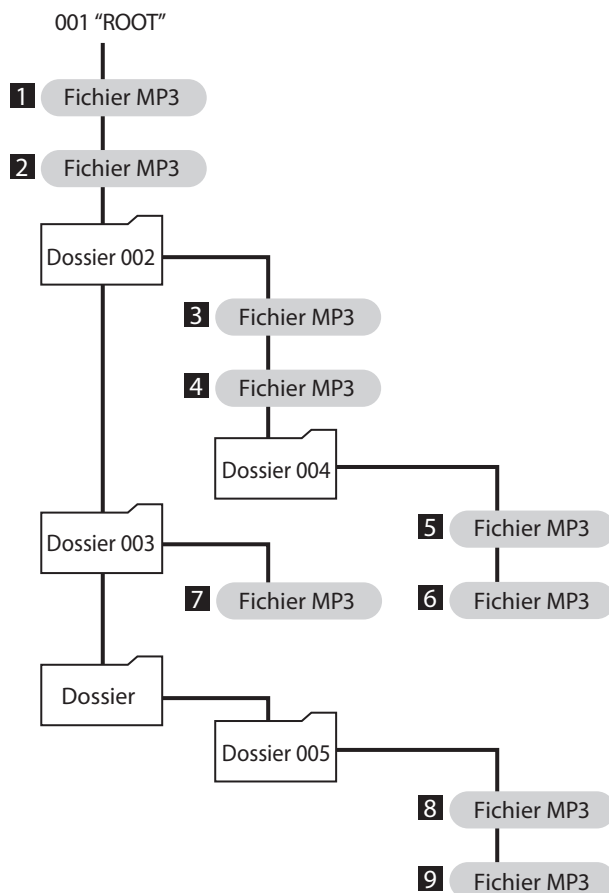 001 “ROOT”
1 Fichier MP3
2 Fichier MP3
Dossier 002
3 Fichier MP3
4 Fichier MP3
Dossier 004
5 Fichier MP3
6 Fichier MP3
Dossier 003
7 Fichier MP3
Dossier
Dossier 005
8 Fichier MP3
9 Fichier MP3